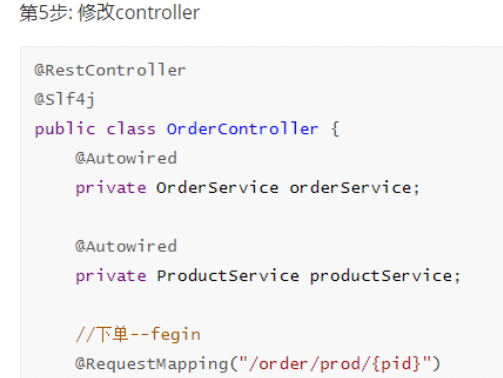 第5步: 修改controller
@RestController
@Slf4j
public class OrderController {
@Autowired
private OrderService orderService;
@Autowired
private ProductService productService;
//下单--fegin
@RequestMapping("/order/prod/{pid}")